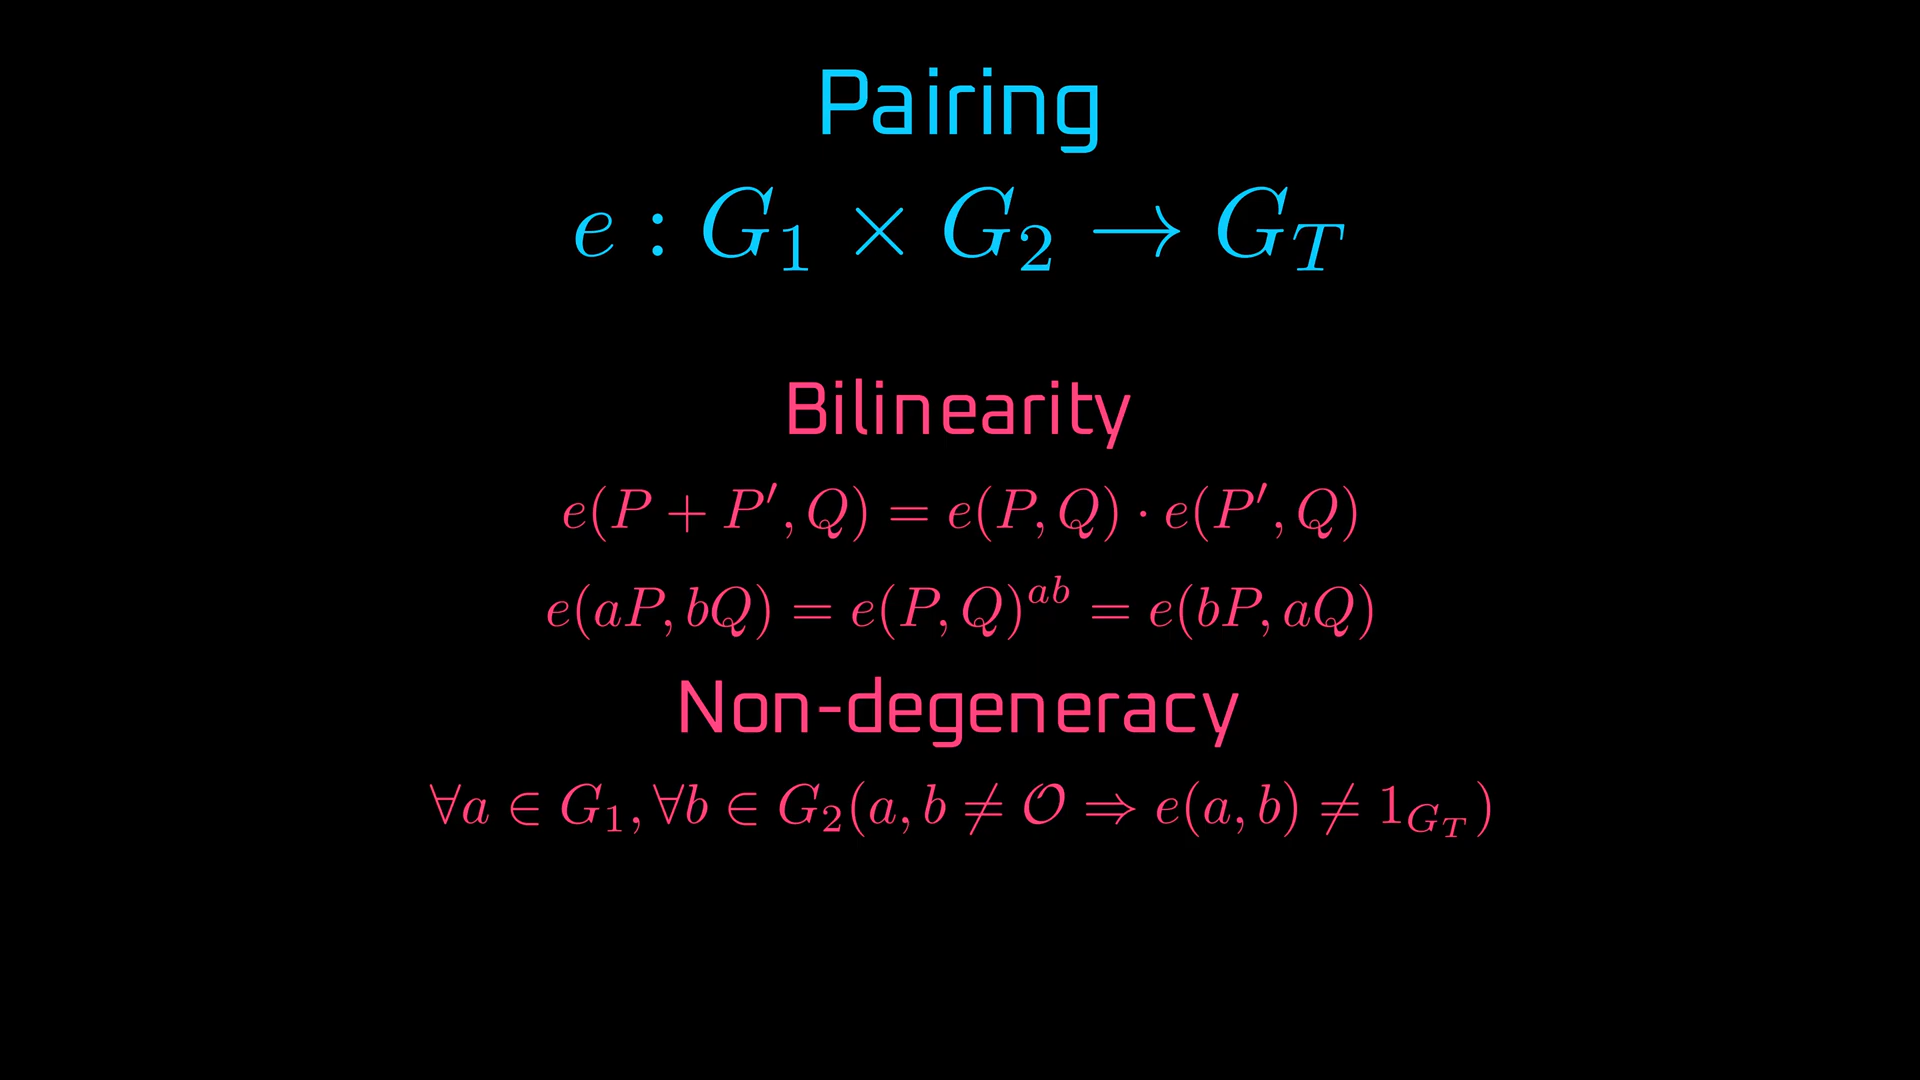 Pairing
e : G₁ × G₂ → G_T
Bilinearity
e(P + P′, Q) = e(P, Q) · e(P′, Q)
e(aP, bQ) = e(P, Q)^{ab} = e(bP, aQ)
Non-degeneracy
∀a ∈ G₁, ∀b ∈ G₂(a, b ≠ 𝒪 ⇒ e(a, b) ≠ 1_{G_T})